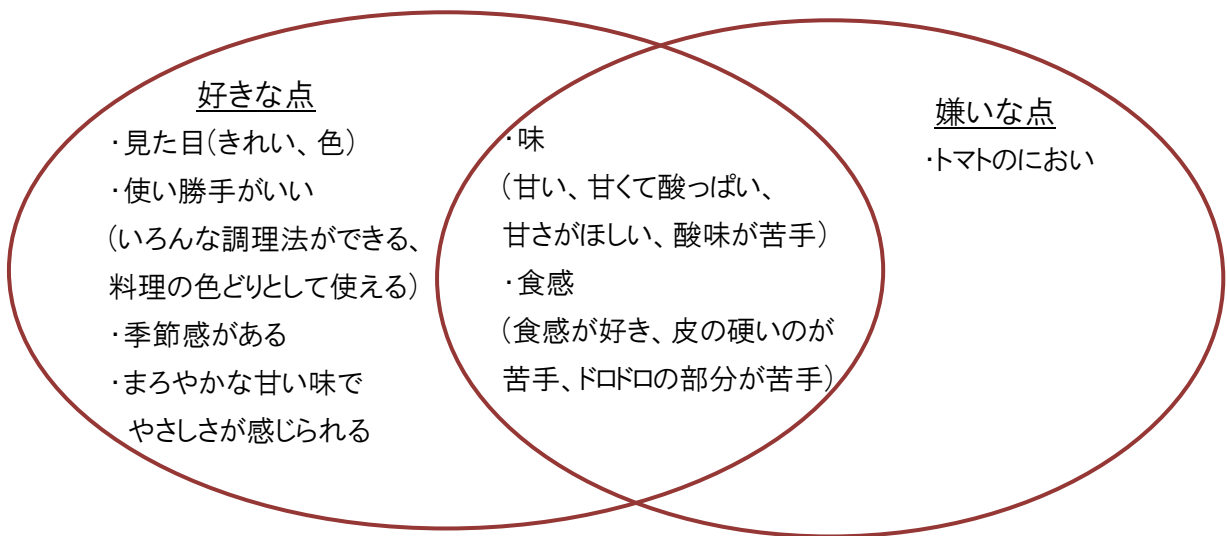 好きな点
・見た目(きれい、色)
・使い勝手がいい
(いろんな調理法ができる、
料理の色どりとして使える)
・季節感がある
・まろやかな甘い味で
やさしさが感じられる
・味
(甘い、甘くて酸っぱい、
甘さがほしい、酸味が苦手)
・食感
(食感が好き、皮の硬いのが
苦手、ドロドロの部分が苦手)
嫌いな点
・トマトのにおい